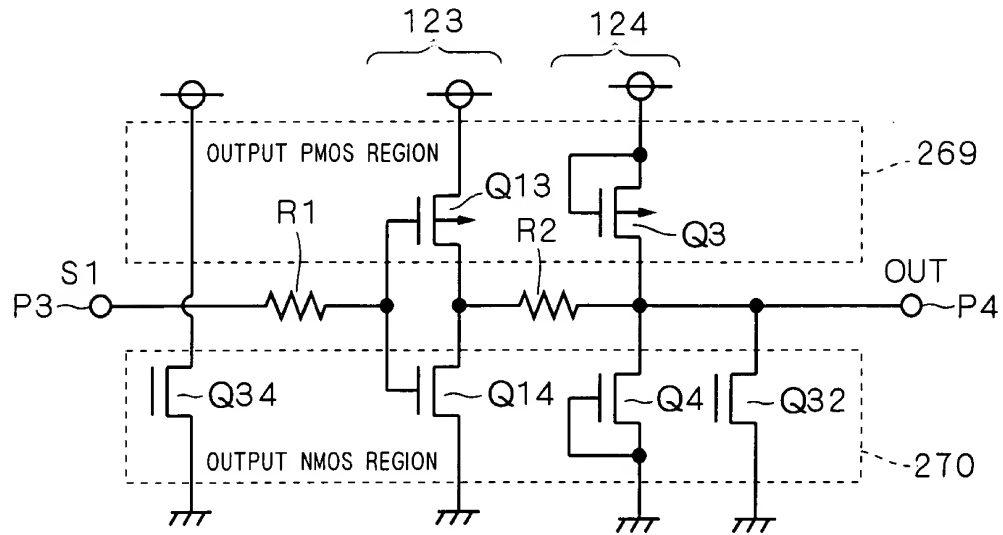 123
124
OUTPUT PMOS REGION
269
Q13
R1
R2
Q3
S1
OUT
P3
P4
Q34
Q14
Q4
Q32
OUTPUT NMOS REGION
270